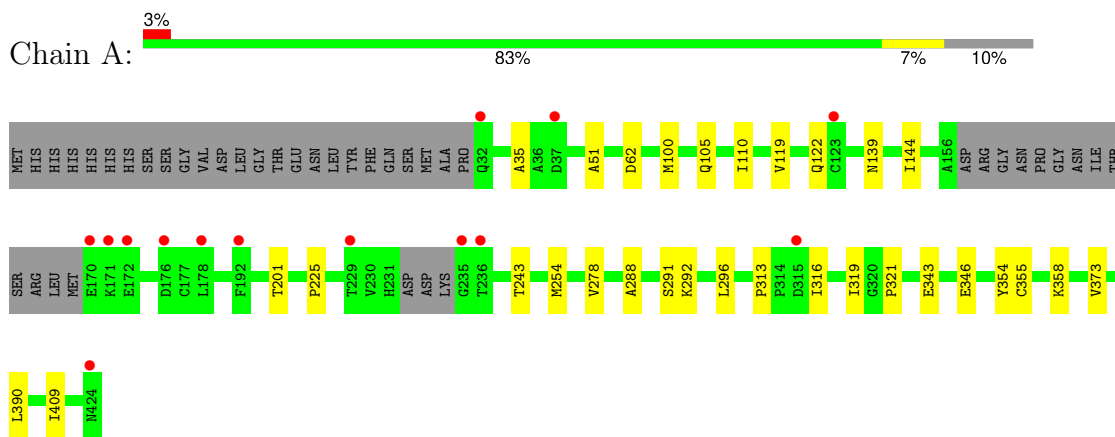 3%
Chain A:
83% 7% 10%
MET HIS HIS HIS HIS HIS HIS SER SER GLY VAL ASP LEU GLY THR GLU ASN LEU TYR PHE GLN SER MET ALA PRO Q32 A35 A36 D37 A51 D62 M100 Q105 I110 V119 Q122 C123 N139 I144 A156 ASP ARG GLY ASN PRO GLY ASN ILE THR
SER ARG LEU MET E170 K171 E172 D176 C177 L178 F192 T201 P225 T229 V230 H231 ASP ASP LYS G235 T236 T243 M254 V278 A288 S291 K292 L296 P313 P314 D315 I316 I319 G320 P321 E343 E346 Y354 C355 K358 V373
L390 I409 N424